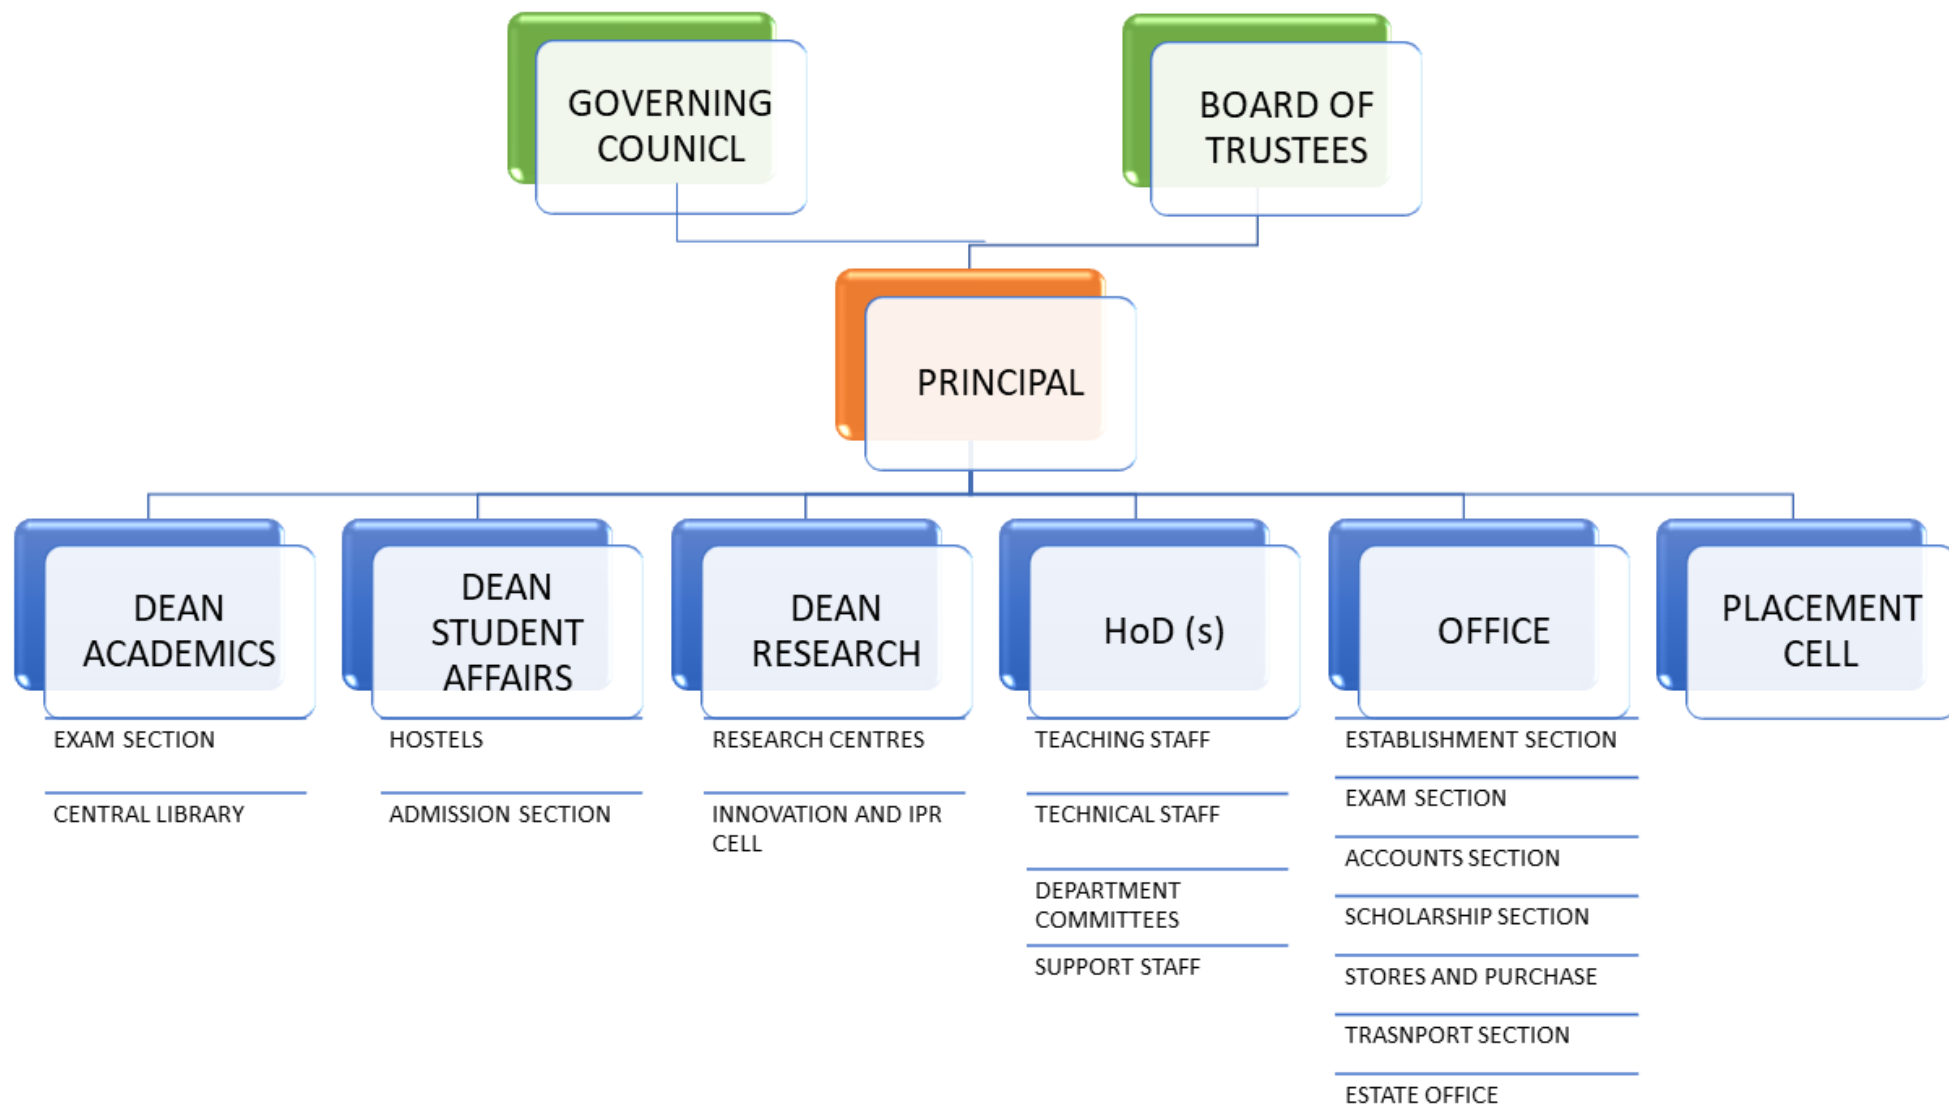 GOVERNING
COUNICL
BOARD OF
TRUSTEES
PRINCIPAL
DEAN
ACADEMICS
EXAM SECTION
CENTRAL LIBRARY
DEAN
STUDENT
AFFAIRS
HOSTELS
ADMISSION SECTION
DEAN
RESEARCH
RESEARCH CENTRES
INNOVATION AND IPR
CELL
HoD (s)
TEACHING STAFF
TECHNICAL STAFF
DEPARTMENT
COMMITTEES
SUPPORT STAFF
OFFICE
ESTABLISHMENT SECTION
EXAM SECTION
ACCOUNTS SECTION
SCHOLARSHIP SECTION
STORES AND PURCHASE
TRASNPORT SECTION
ESTATE OFFICE
PLACEMENT
CELL